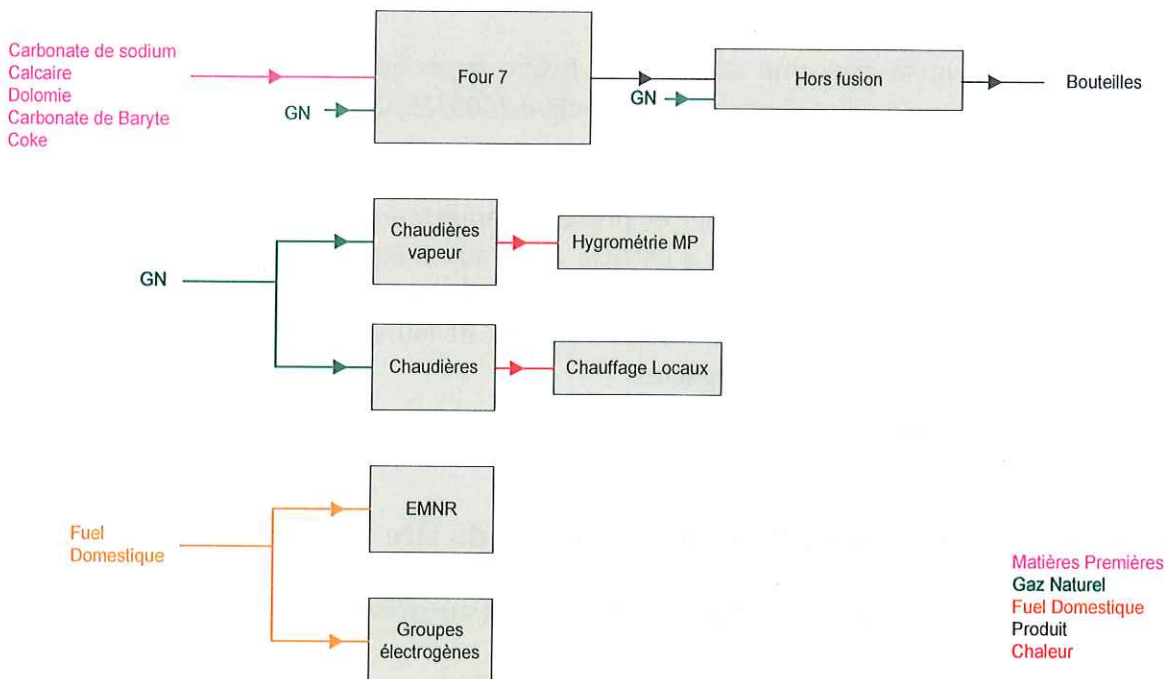 Carbonate de sodium
Calcaire
Dolomie
Carbonate de Baryte
Coke
GN
Four 7
GN
Hors fusion
Bouteilles
GN
Chaudières
vapeur
Hygrométrie MP
Chaudières
Chauffage Locaux
Fuel
Domestique
EMNR
Groupes
électrogènes
Matières Premières
Gaz Naturel
Fuel Domestique
Produit
Chaleur